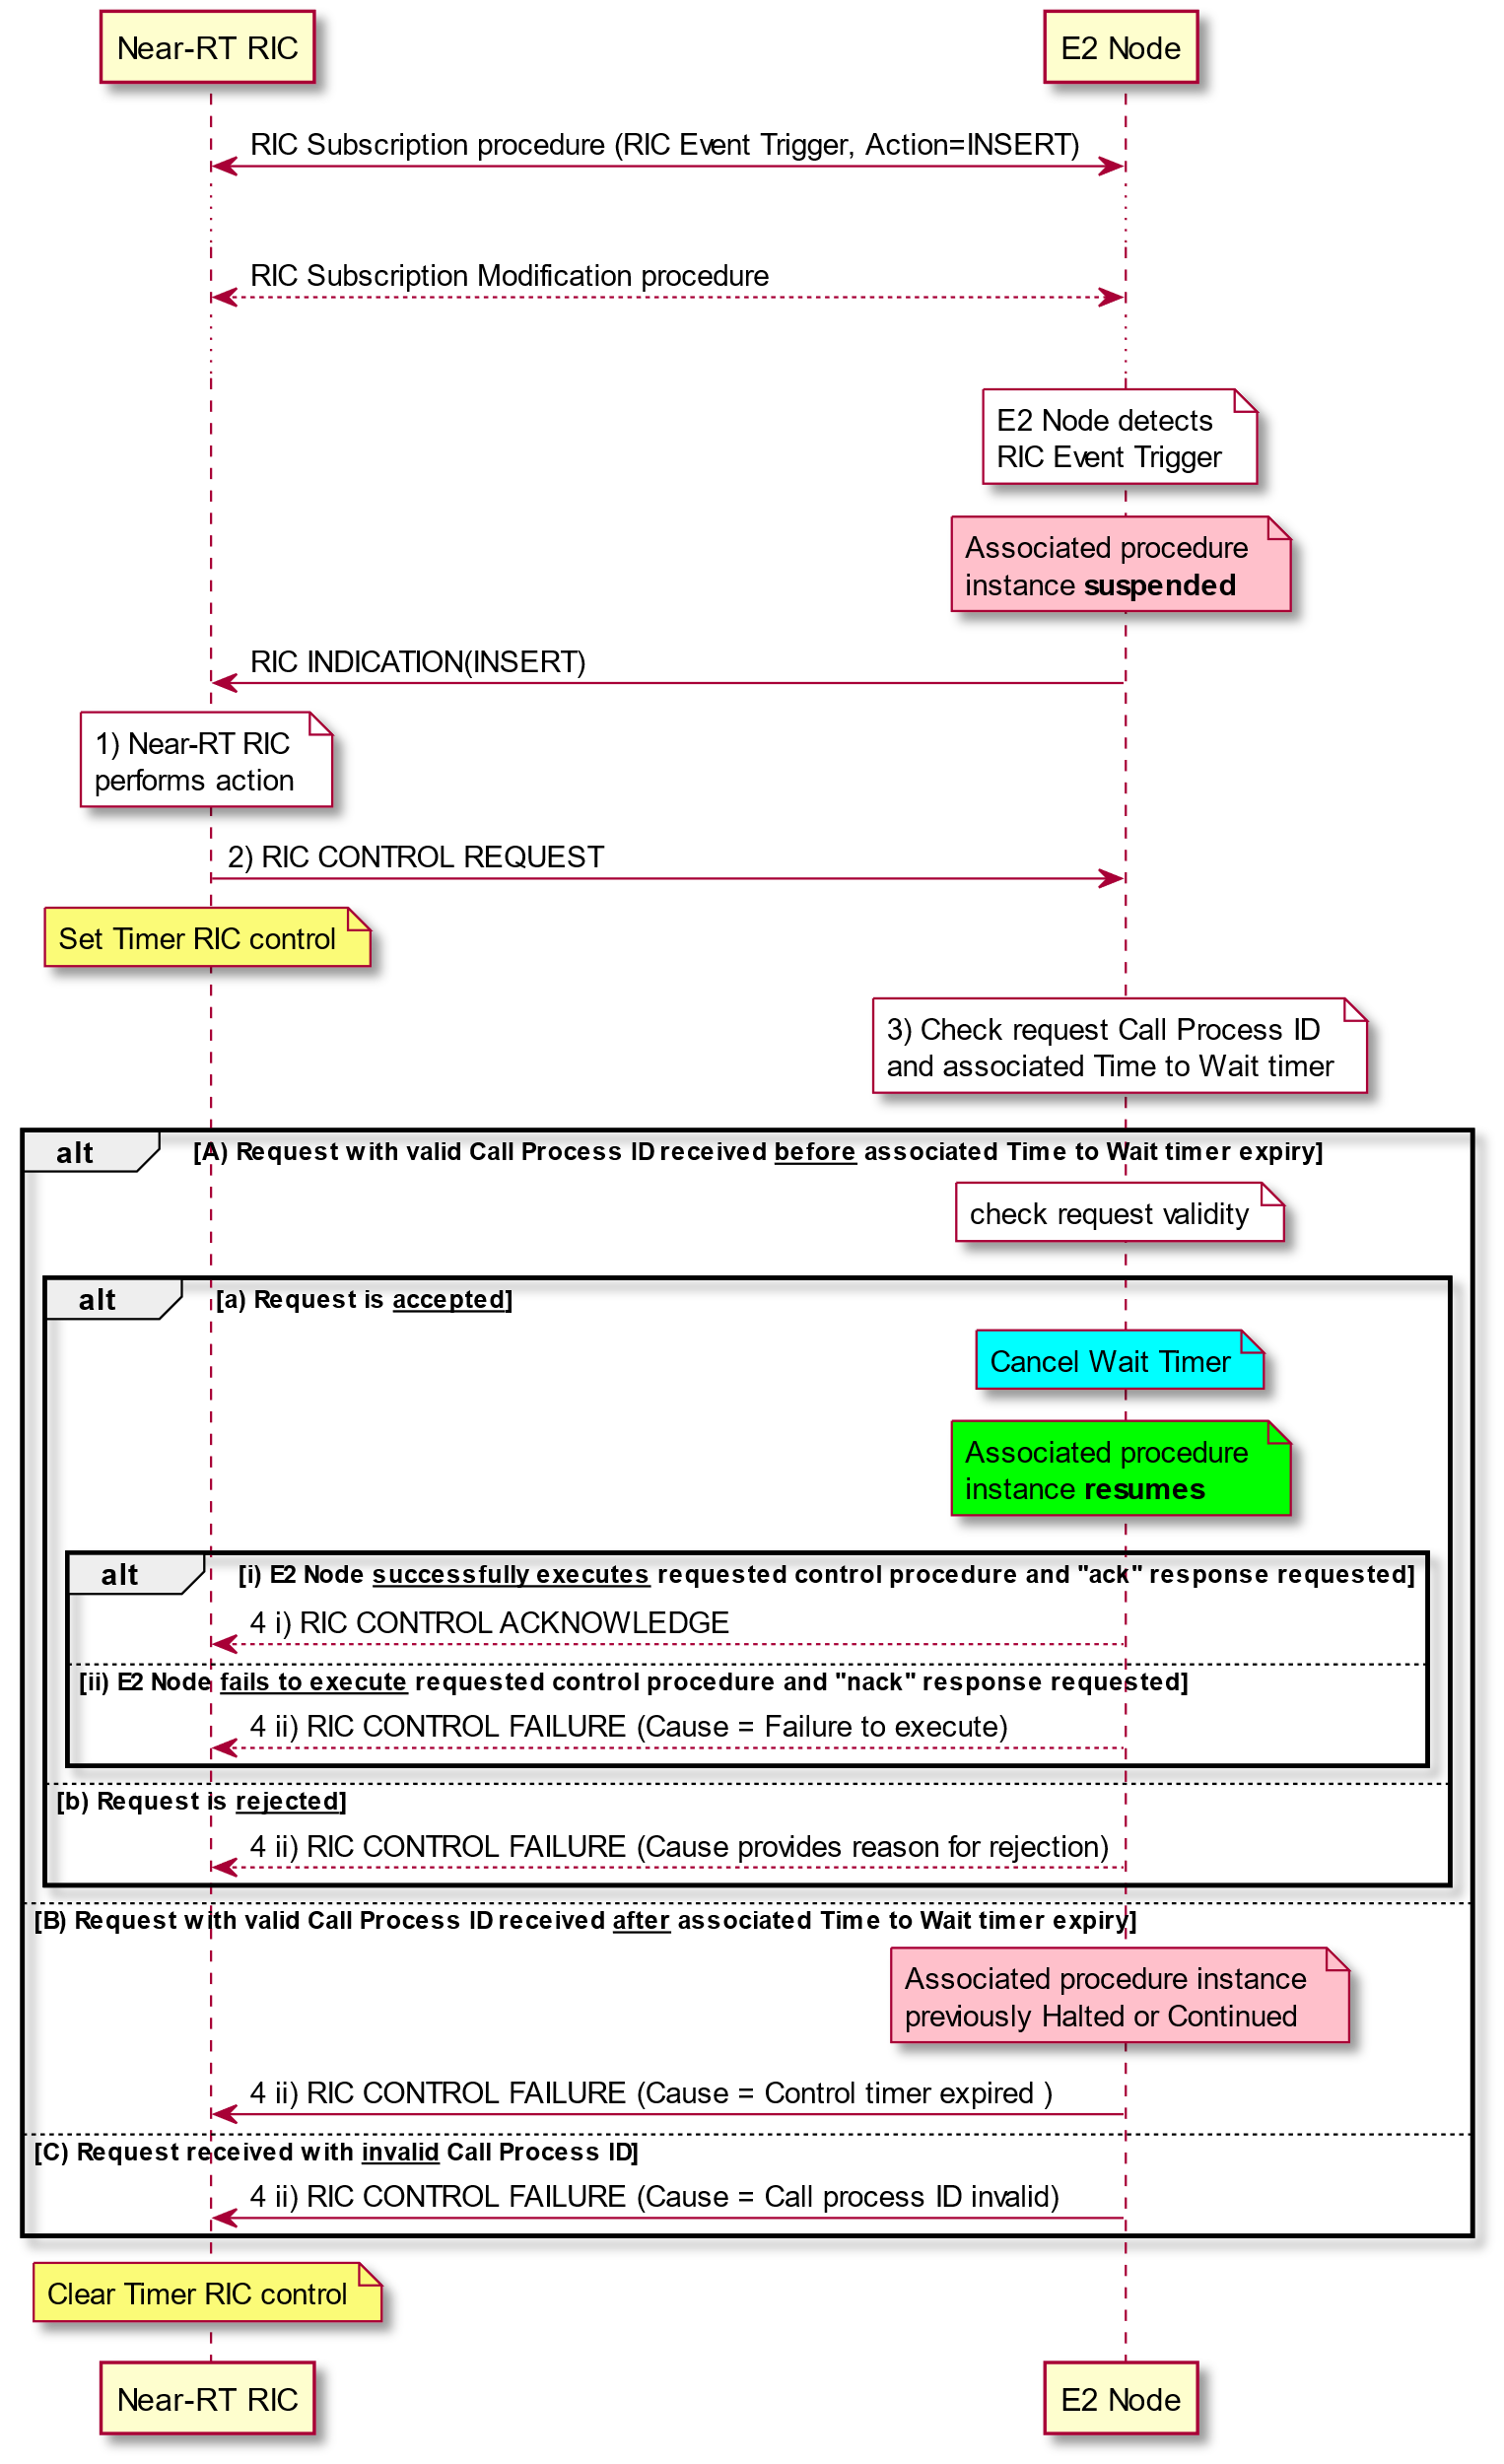 Near-RT RIC
E2 Node
RIC Subscription procedure (RIC Event Trigger, Action=INSERT)
RIC Subscription Modification procedure
E2 Node detects
RIC Event Trigger
Associated procedure
instance suspended
RIC INDICATION(INSERT)
1) Near-RT RIC
performs action
2) RIC CONTROL REQUEST
Set Timer RIC control
3) Check request Call Process ID
and associated Time to Wait timer
alt
[A) Request with valid Call Process ID received before associated Time to Wait timer expiry]
check request validity
alt
[a) Request is accepted]
Cancel Wait Timer
Associated procedure
instance resumes
alt
[i) E2 Node successfully executes requested control procedure and "ack" response requested]
4 i) RIC CONTROL ACKNOWLEDGE
[ii) E2 Node fails to execute requested control procedure and "nack" response requested]
4 ii) RIC CONTROL FAILURE (Cause = Failure to execute)
[b) Request is rejected]
4 ii) RIC CONTROL FAILURE (Cause provides reason for rejection)
[B) Request with valid Call Process ID received after associated Time to Wait timer expiry]
Associated procedure instance
previously Halted or Continued
4 ii) RIC CONTROL FAILURE (Cause = Control timer expired )
[C) Request received with invalid Call Process ID]
4 ii) RIC CONTROL FAILURE (Cause = Call process ID invalid)
Clear Timer RIC control
Near-RT RIC
E2 Node